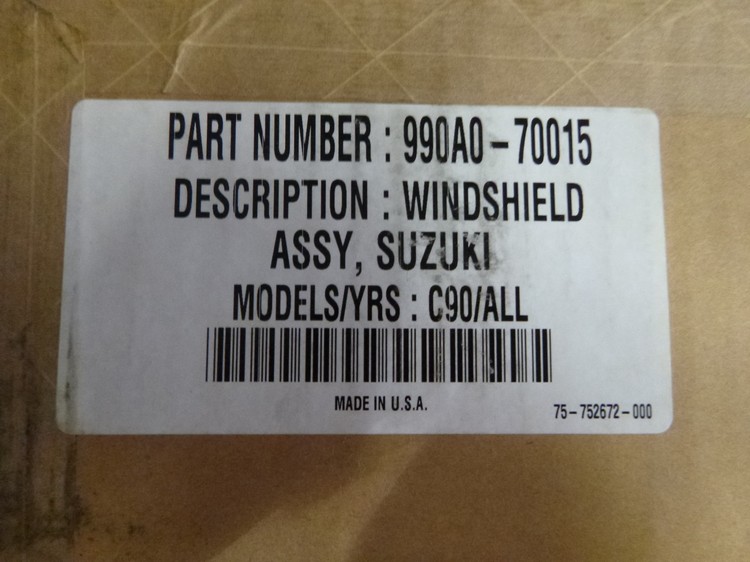 PART NUMBER : 990A0-70015
DESCRIPTION : WINDSHIELD
ASSY, SUZUKI
MODELS/YRS : C90/ALL
MADE IN U.S.A.
75-752672-000